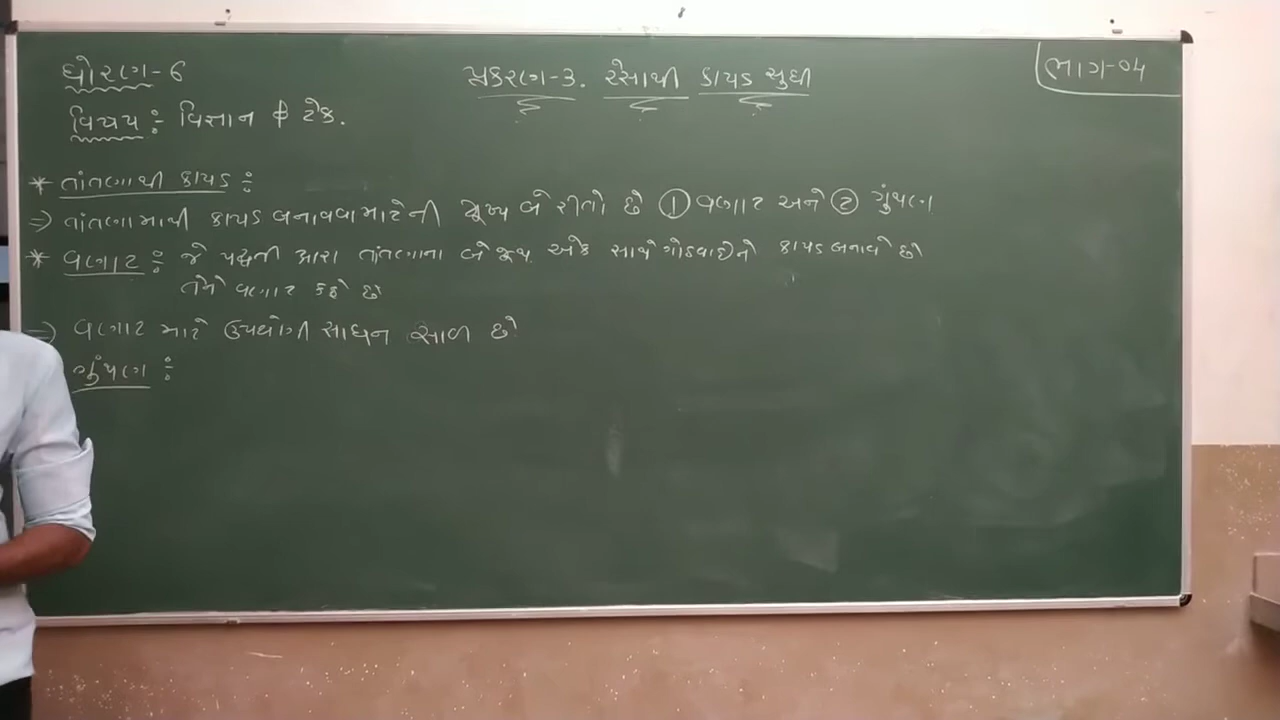 ધોરણ-6
પ્રકરણ-3. રેસાથી કાપડ સુધી
ભાગ-04
વિષય : વિજ્ઞાન & ટેક.
* તાંતણાથી કાપડ :
⇒ તાંતણામાથી કાપડ બનાવવા માટેની મુખ્ય બે રીતો છે ① વણાટ અને ② ગુંથણ
* વણાટ : જે પદ્ધતી દ્વારા તાંતણાના બે જૂથ એક સાથે ગોઠવાઈને કાપડ બનાવે છે
તેને વણાટ કહે છે
⇒ વણાટ માટે ઉપયોગી સાધન સાળ છે
ગુંથણ :